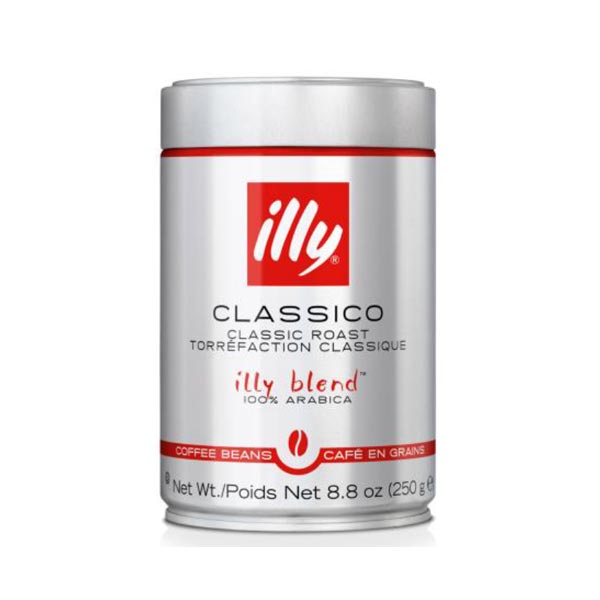 illy®
CLASSICO
CLASSIC ROAST
TORRÉFACTION CLASSIQUE
illy blend™
100% ARABICA
COFFEE BEANS CAFÉ EN GRAINS
Net Wt./Poids Net 8.8 oz (250 g) ℮